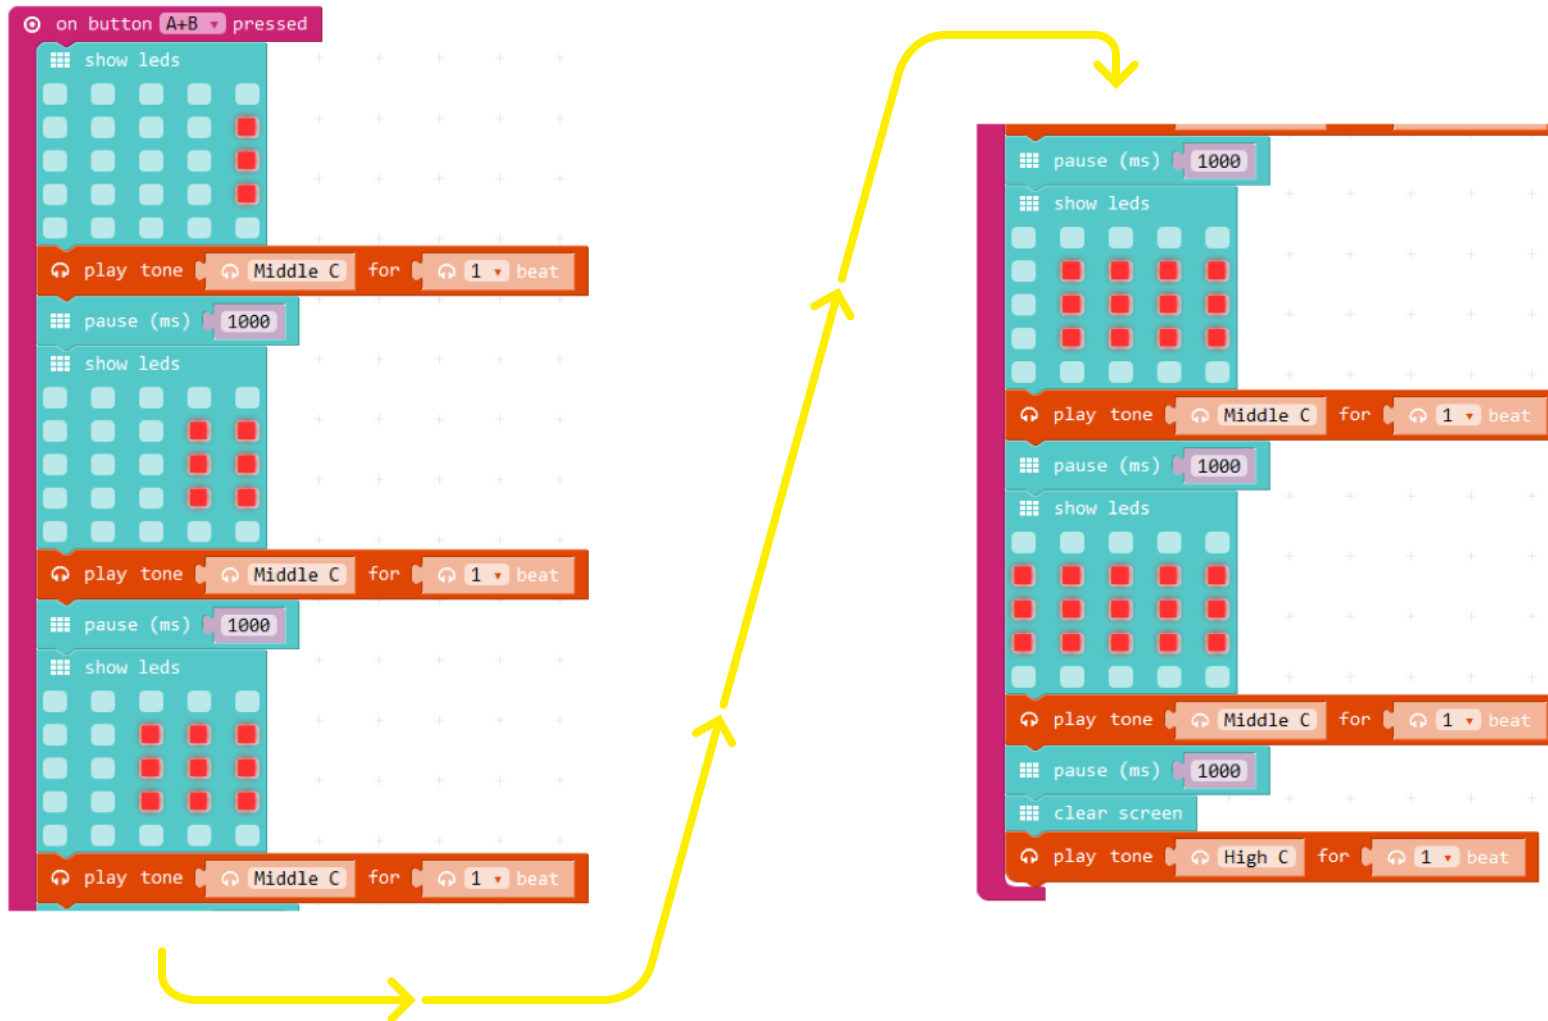 on button A+B pressed
show leds
play tone Middle C for 1 beat
pause (ms) 1000
show leds
play tone Middle C for 1 beat
pause (ms) 1000
show leds
play tone Middle C for 1 beat
pause (ms) 1000
show leds
play tone Middle C for 1 beat
pause (ms) 1000
show leds
play tone Middle C for 1 beat
pause (ms) 1000
clear screen
play tone High C for 1 beat